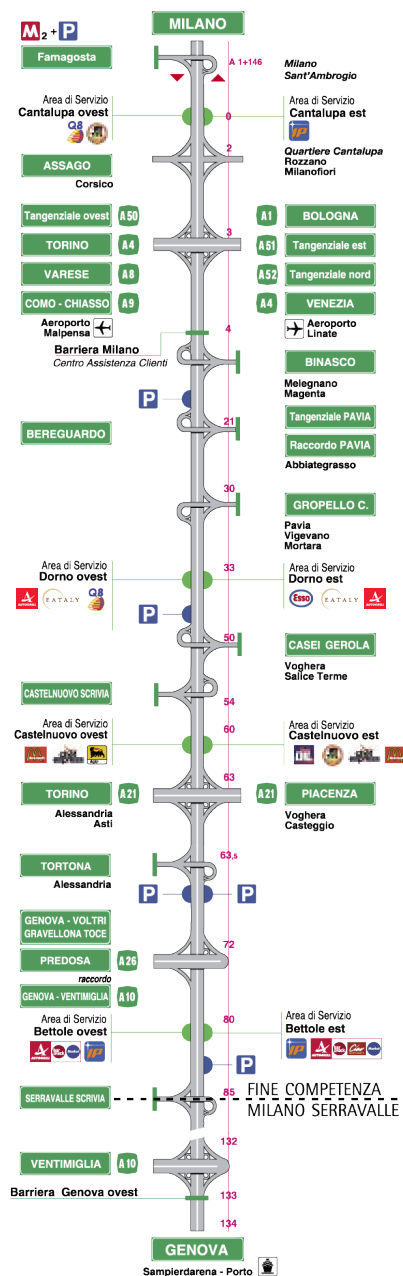 MILANO
M2 + P
Famagosta
A 1+146
Milano
Sant'Ambrogio
Area di Servizio
Cantalupa ovest
Q8
Area di Servizio
Cantalupa est
IP
0
Quartiere Cantalupa
Rozzano
Milanofiori
2
ASSAGO
Corsico
Tangenziale ovest A50
A1 BOLOGNA
3
TORINO A4
A51 Tangenziale est
VARESE A8
A52 Tangenziale nord
COMO - CHIASSO A9
A4 VENEZIA
Aeroporto
Malpensa
Aeroporto
Linate
4
Barriera Milano
Centro Assistenza Clienti
BINASCO
Melegnano
Magenta
P
Tangenziale PAVIA
21
BEREGUARDO
Raccordo PAVIA
Abbiategrasso
30
GROPELLO C.
Pavia
Vigevano
Mortara
Area di Servizio
Dorno ovest
EATALY
Q8
33
Area di Servizio
Dorno est
Esso
EATALY
P
50
CASEI GEROLA
Voghera
Salice Terme
CASTELNUOVO SCRIVIA
54
Area di Servizio
Castelnuovo ovest
60
Area di Servizio
Castelnuovo est
63
TORINO A21
A21 PIACENZA
Alessandria
Asti
Voghera
Casteggio
63,5
TORTONA
Alessandria
P
P
GENOVA - VOLTRI
GRAVELLONA TOCE
72
PREDOSA A26
raccordo
GENOVA - VENTIMIGLIA A10
Area di Servizio
Bettole ovest
IP
80
Area di Servizio
Bettole est
IP
P
85
FINE COMPETENZA
SERRAVALLE SCRIVIA
MILANO SERRAVALLE
132
VENTIMIGLIA A10
Barriera Genova ovest
133
134
GENOVA
Sampierdarena - Porto